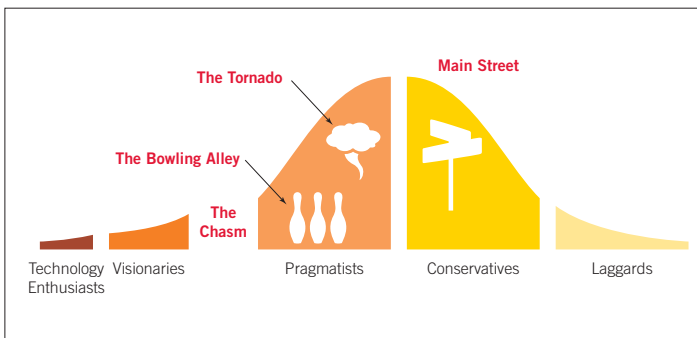 Main Street
The Tornado
The Bowling Alley
The
Chasm
Technology
Enthusiasts
Visionaries
Pragmatists
Conservatives
Laggards